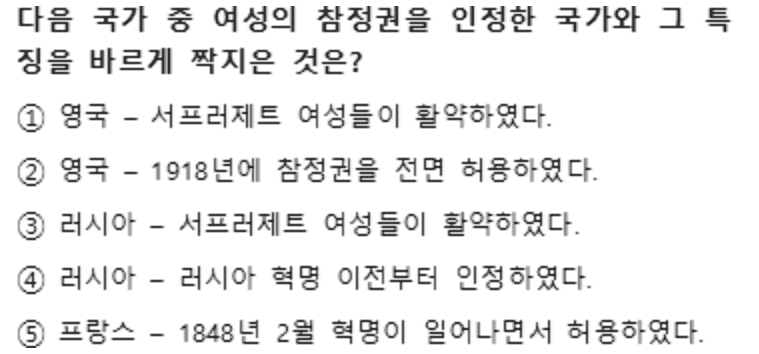 다음 국가 중 여성의 참정권을 인정한 국가와 그 특
징을 바르게 짝지은 것은?
① 영국 – 서프러제트 여성들이 활약하였다.
② 영국 – 1918년에 참정권을 전면 허용하였다.
③ 러시아 – 서프러제트 여성들이 활약하였다.
④ 러시아 – 러시아 혁명 이전부터 인정하였다.
⑤ 프랑스 – 1848년 2월 혁명이 일어나면서 허용하였다.